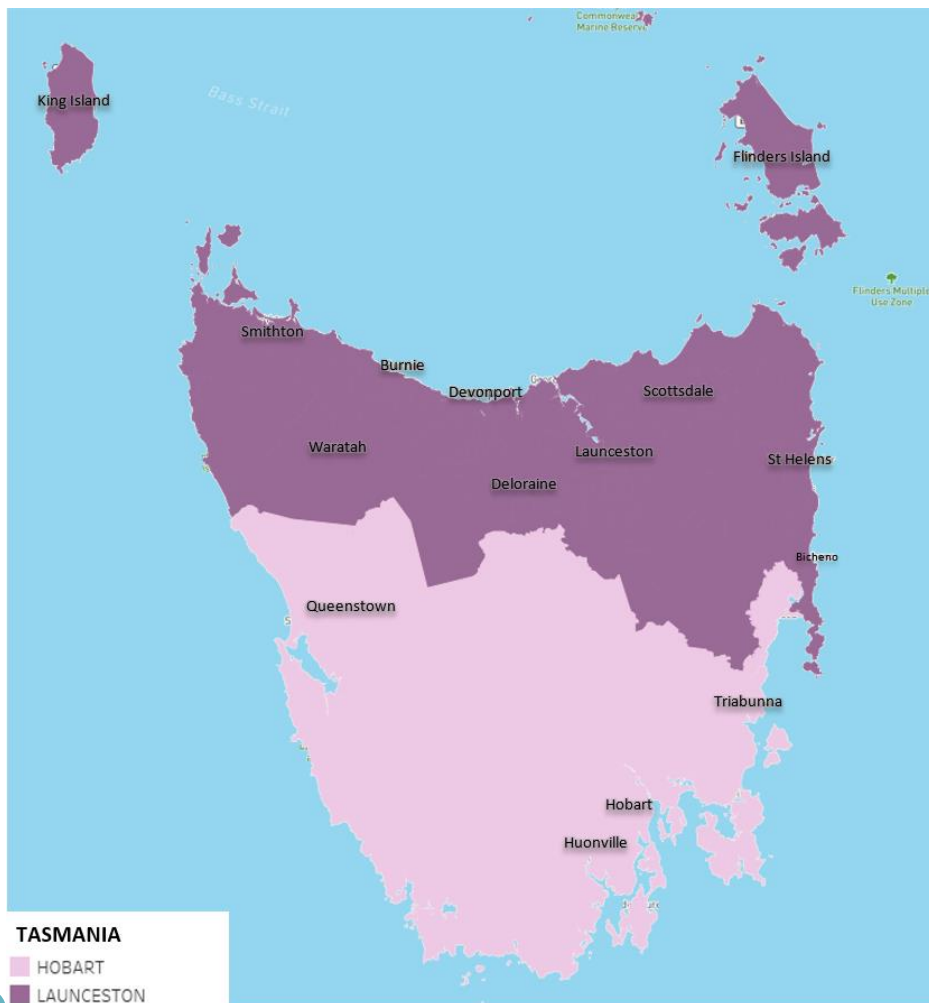 Commonweal
Marine Reserve
King Island
Bass Strait
Flinders Island
Flinders Multiple
Use Zone
Smithton
Burnie
Devonport
Scottsdale
Waratah
Launceston
St Helens
Deloraine
Bicheno
Queenstown
Triabunna
Hobart
Huonville
TASMANIA
HOBART
LAUNCESTON